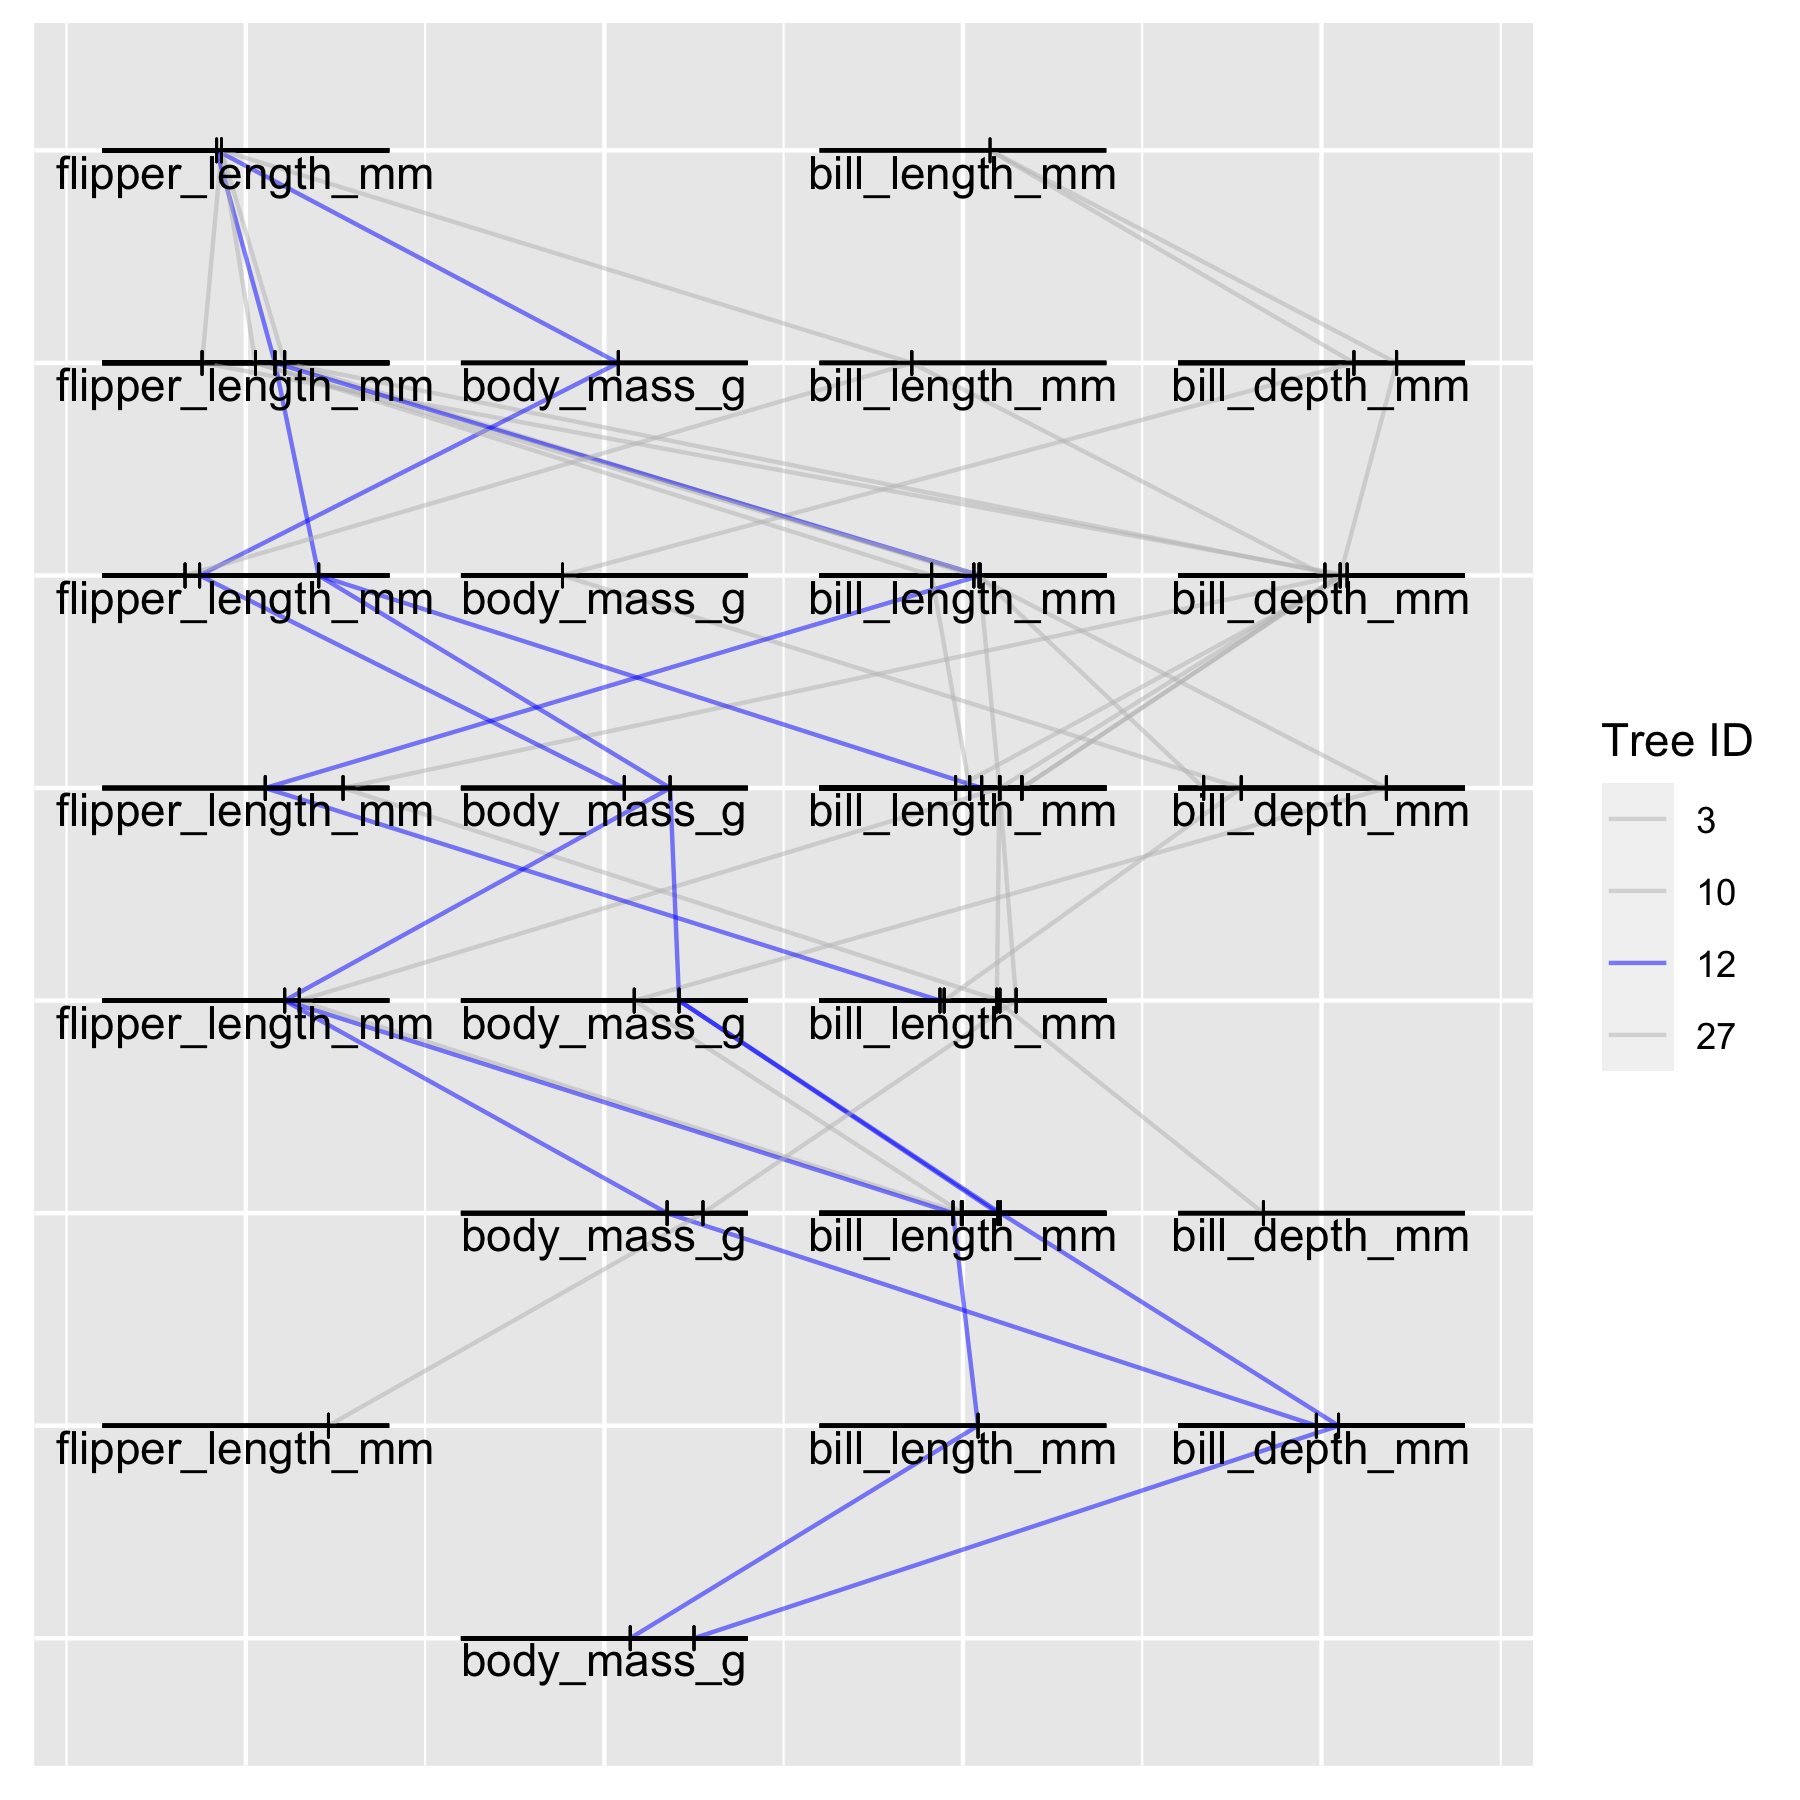 flipper_length_mm bill_length_mm
flipper_length_mm body_mass_g bill_length_mm bill_depth_mm
flipper_length_mm body_mass_g bill_length_mm bill_depth_mm
flipper_length_mm body_mass_g bill_length_mm bill_depth_mm
flipper_length_mm body_mass_g bill_length_mm
body_mass_g bill_length_mm bill_depth_mm
flipper_length_mm bill_length_mm bill_depth_mm
body_mass_g
Tree ID
3
10
12
27